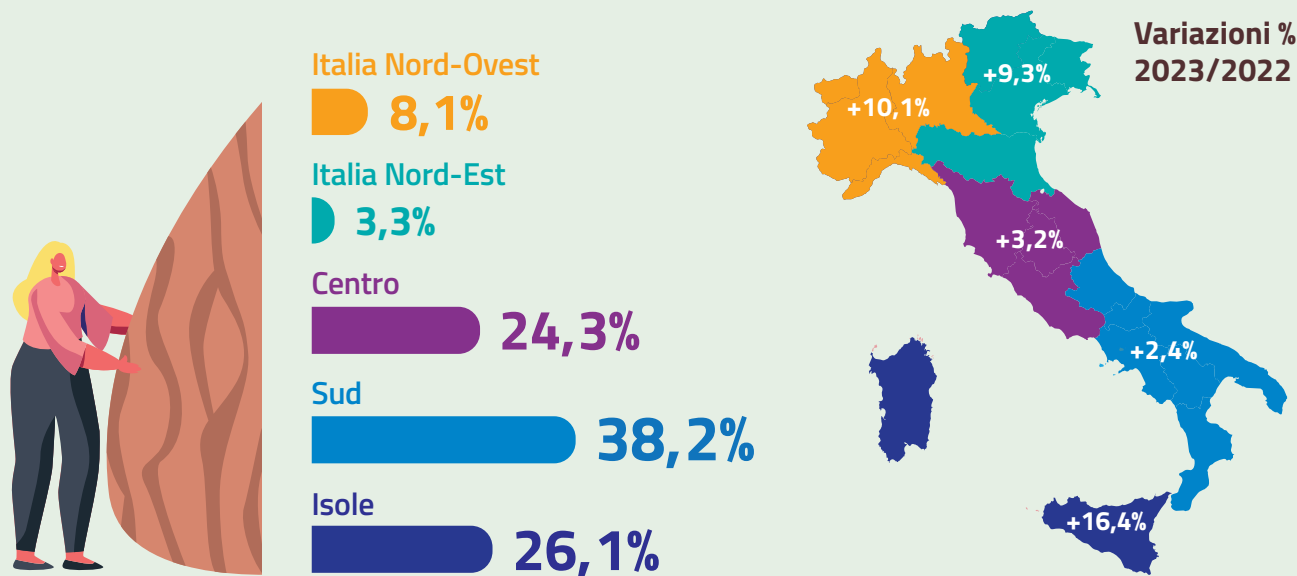 Italia Nord-Ovest
8,1%
Italia Nord-Est
3,3%
Centro
24,3%
Sud
38,2%
Isole
26,1%
Variazioni %
2023/2022
+9,3%
+10,1%
+3,2%
+2,4%
+16,4%